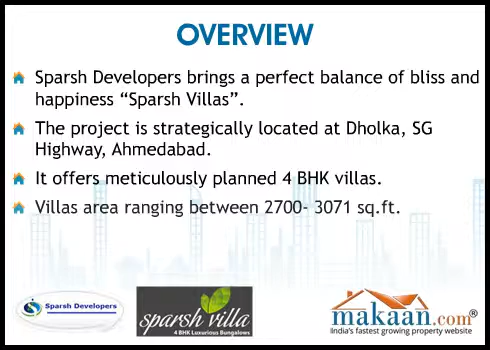 OVERVIEW
Sparsh Developers brings a perfect balance of bliss and
happiness “Sparsh Villas”.
The project is strategically located at Dholka, SG
Highway, Ahmedabad.
It offers meticulously planned 4 BHK villas.
Villas area ranging between 2700- 3071 sq.ft.
Sparsh Developers
sparsh villa
4 BHK Luxurious Bungalows
makaan.com®
India's fastest growing property website